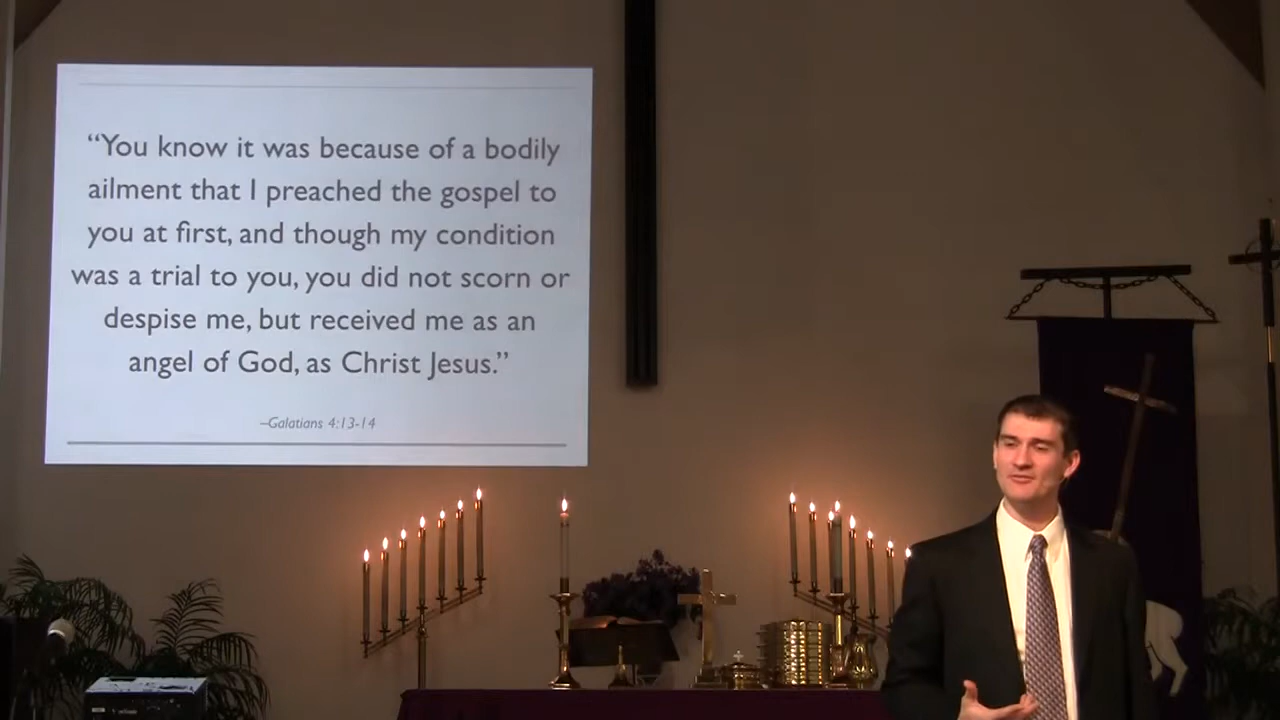 “You know it was because of a bodily
ailment that I preached the gospel to
you at first, and though my condition
was a trial to you, you did not scorn or
despise me, but received me as an
angel of God, as Christ Jesus.”
–Galatians 4:13-14